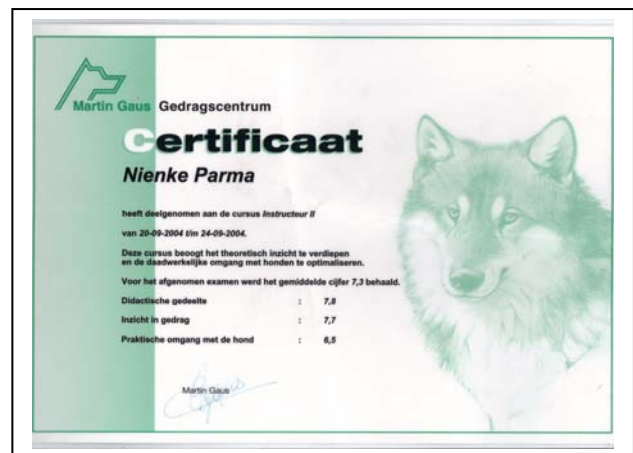 Martin Gaus Gedragscentrum
Certificaat
Nienke Parma
heeft deelgenomen aan de cursus Instructeur II
van 20-09-2004 t/m 24-09-2004.
Deze cursus beoogt het theoretisch inzicht te verdiepen
en de daadwerkelijke omgang met honden te optimaliseren.
Voor het afgenomen examen werd het gemiddelde cijfer 7,3 behaald.
Didactische gedeelte : 7,8
Inzicht in gedrag : 7,7
Praktische omgang met de hond : 6,5
Martin Gaus